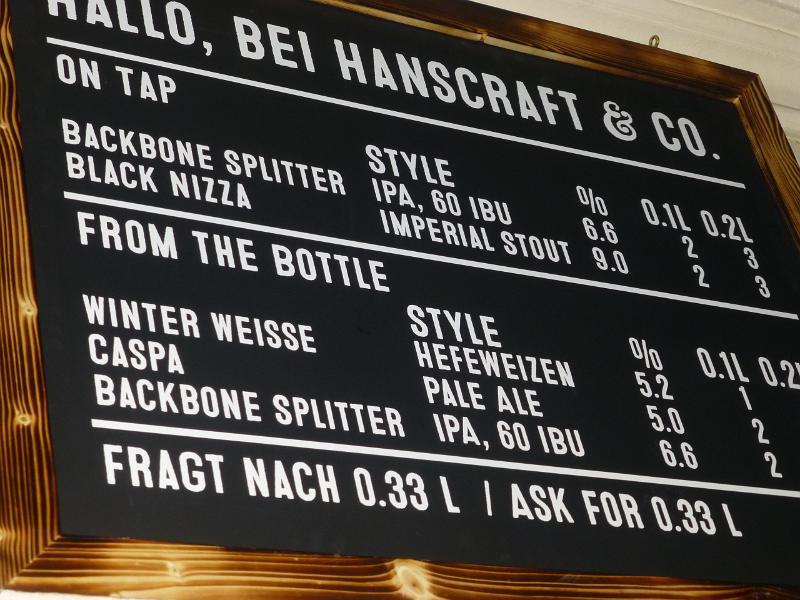 HALLO, BEI HANSCRAFT & CO.
ON TAP
STYLE % 0.1L 0.2L
BACKBONE SPLITTER IPA, 60 IBU 6.6 2 3
BLACK NIZZA IMPERIAL STOUT 9.0 2 3
FROM THE BOTTLE
STYLE % 0.1L 0.2L
WINTER WEISSE HEFEWEIZEN 5.2 1
CASPA PALE ALE 5.0 2
BACKBONE SPLITTER IPA, 60 IBU 6.6 2
FRAGT NACH 0.33 L | ASK FOR 0.33 L